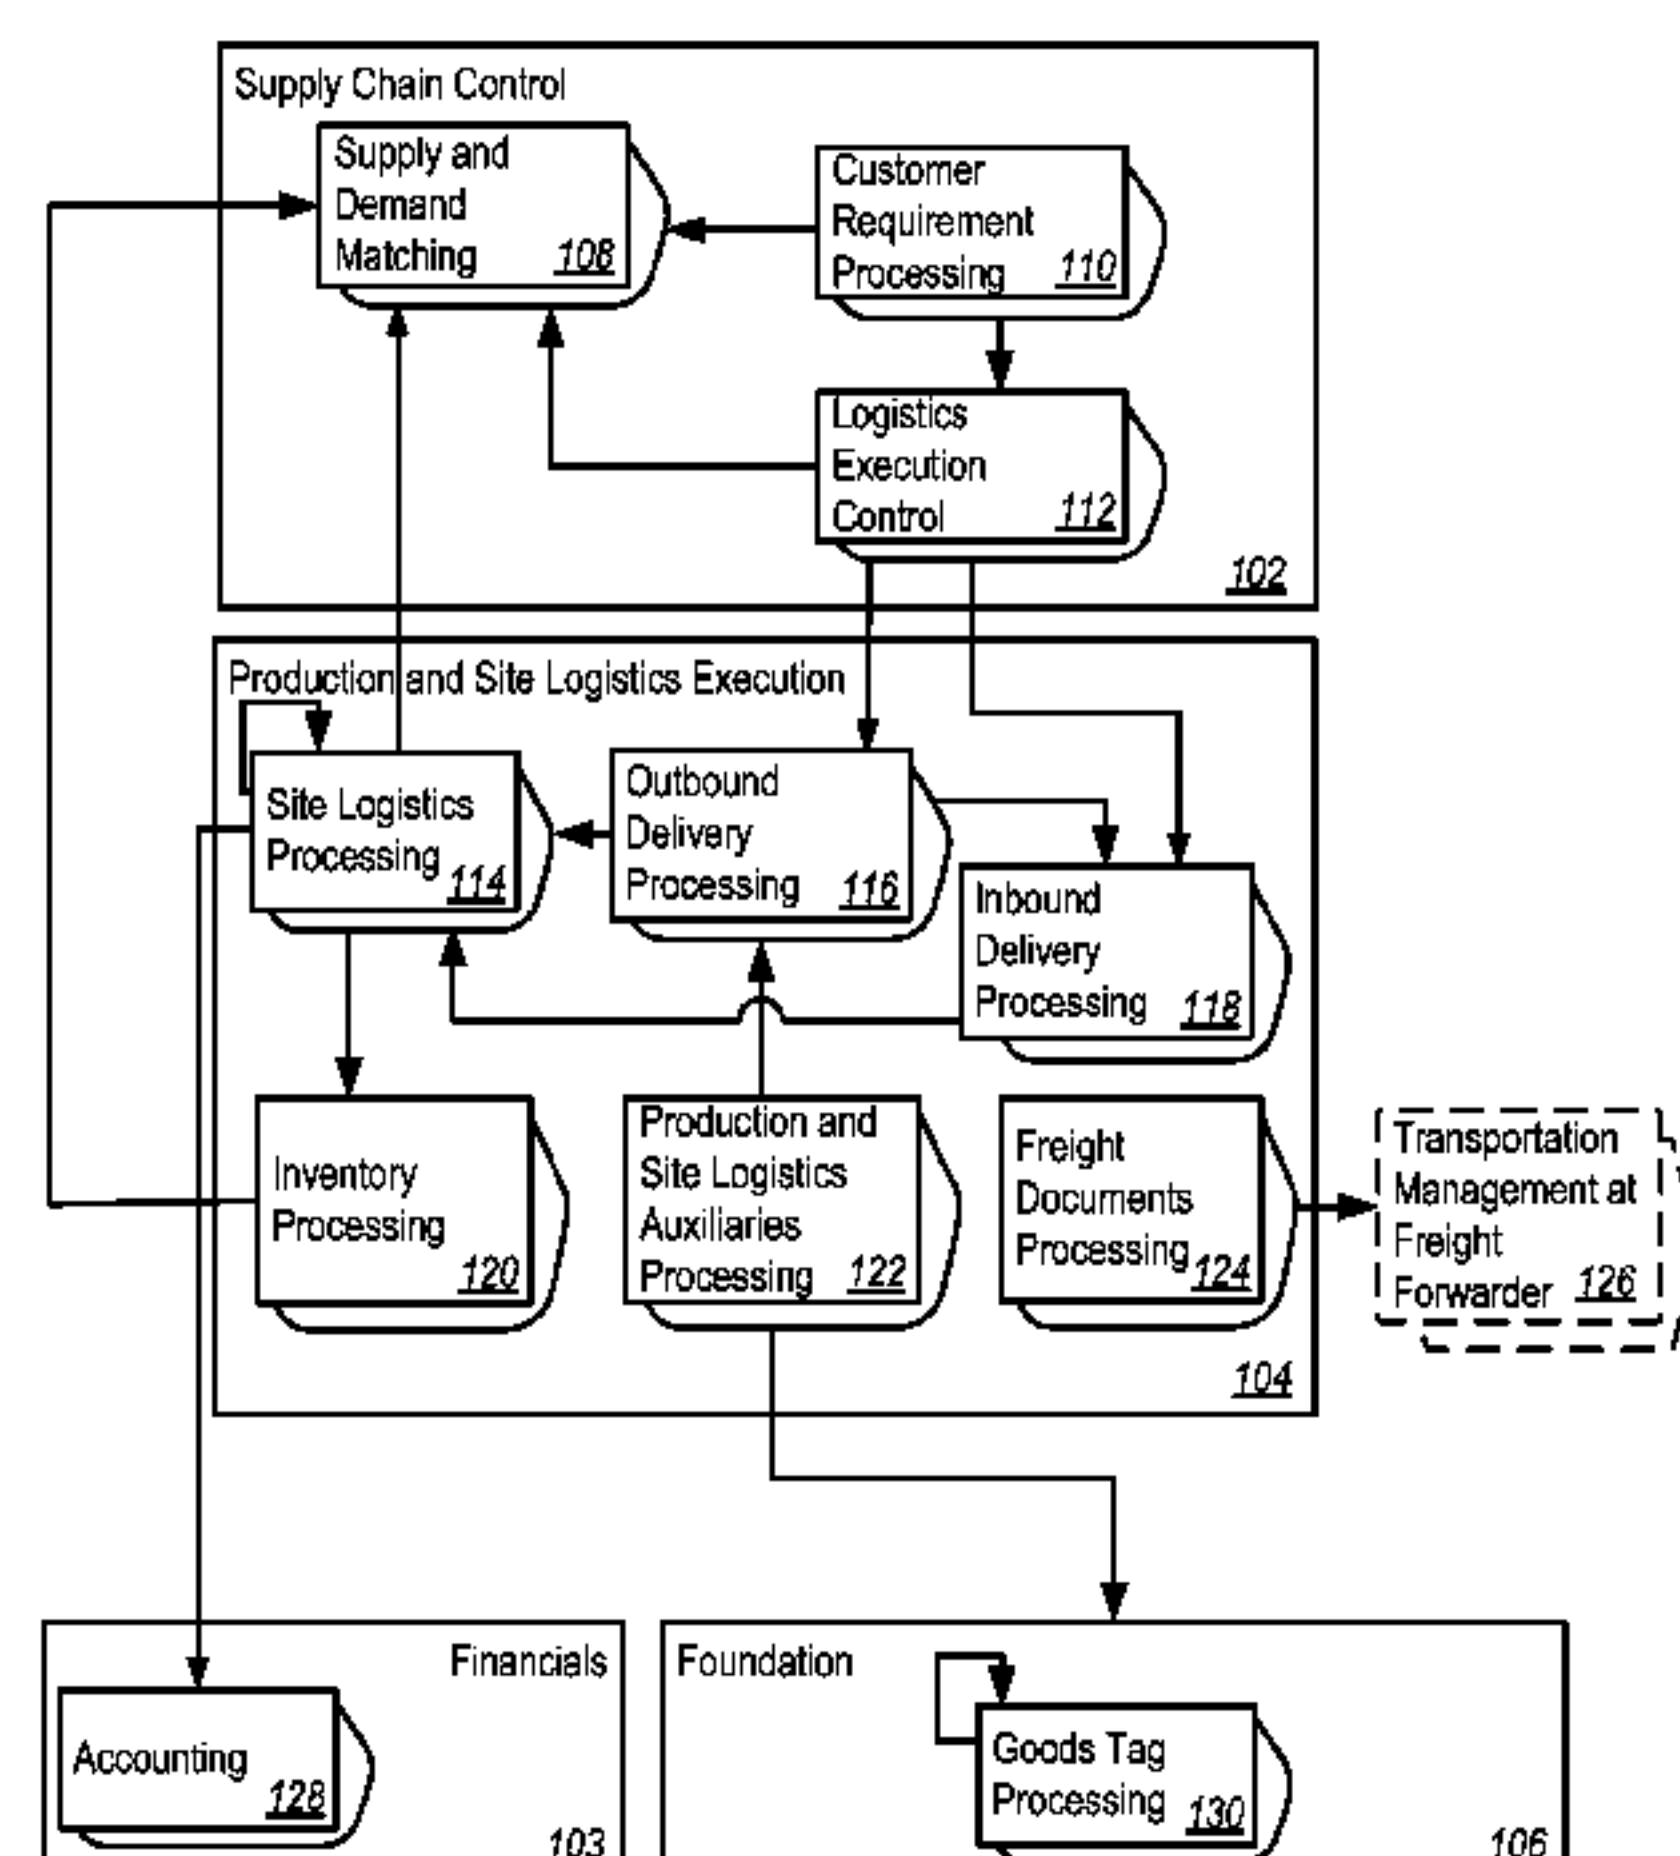 Supply Chain Control
Supply and
Demand
Matching 108
Customer
Requirement
Processing 110
Logistics
Execution
Control 112
102
Production and Site Logistics Execution
Site Logistics
Processing 114
Outbound
Delivery
Processing 116
Inbound
Delivery
Processing 118
Inventory
Processing
120
Production and
Site Logistics
Auxiliaries
Processing 122
Freight
Documents
Processing 124
Transportation
Management at
Freight
Forwarder 126
104
Financials
Accounting
128
103
Foundation
Goods Tag
Processing 130
106